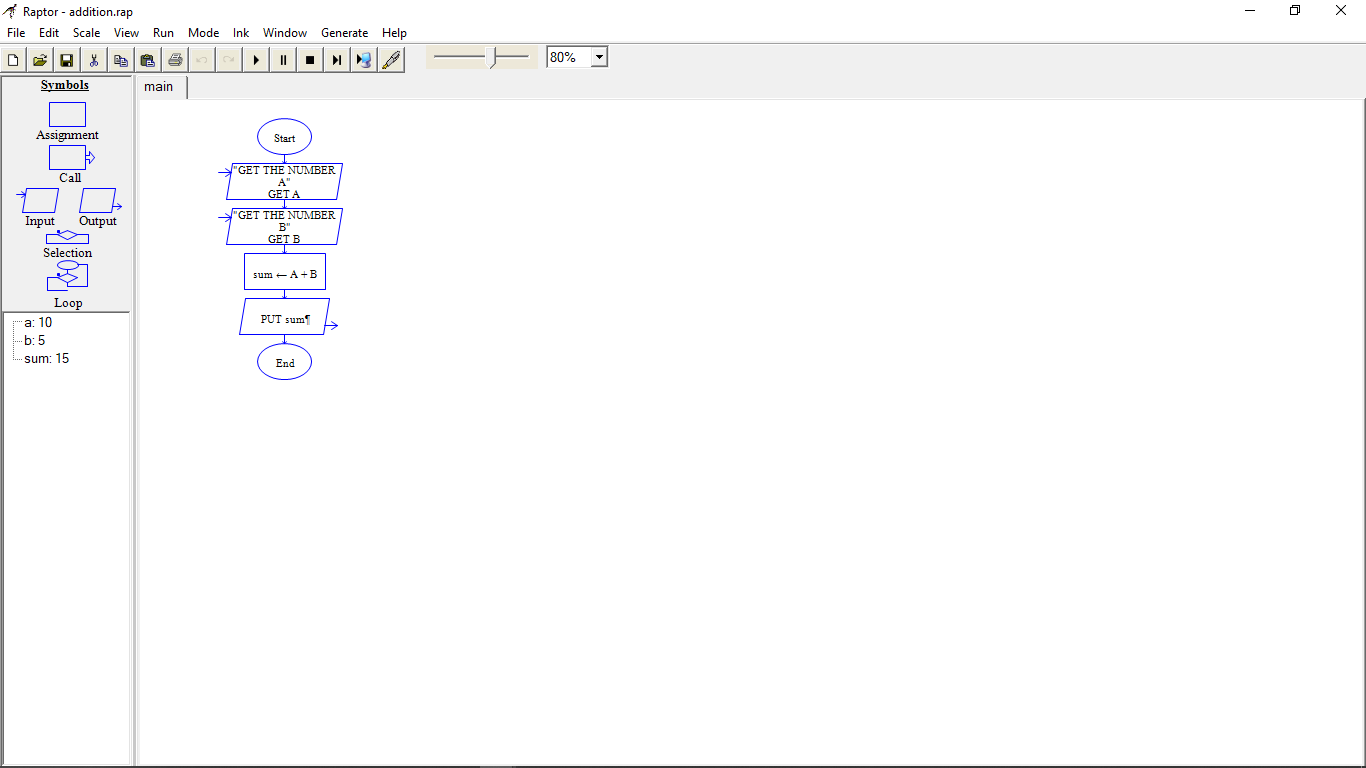 Raptor - addition.rap
File Edit Scale View Run Mode Ink Window Generate Help
80%
Symbols
Assignment
Call
Input Output
Selection
Loop
a: 10
b: 5
sum: 15
main
Start
"GET THE NUMBER
A"
GET A
"GET THE NUMBER
B"
GET B
sum ← A + B
PUT sum¶
End